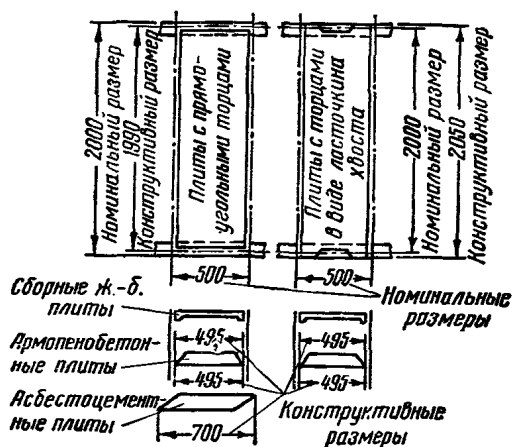 2000
Номинальный размер
1990
Конструктивный размер
Плиты с прямо-
угольными торцами
Плиты с торцами
в виде ласточкина
хвоста
2000
Номинальный размер
2050
Конструктивный размер
500
500
Номинальные
размеры
Сборные ж.-б.
плиты
495
495
Армопенобетон-
ные плиты
495
495
Асбестоцемент-
ные плиты
700
Конструктивные
размеры